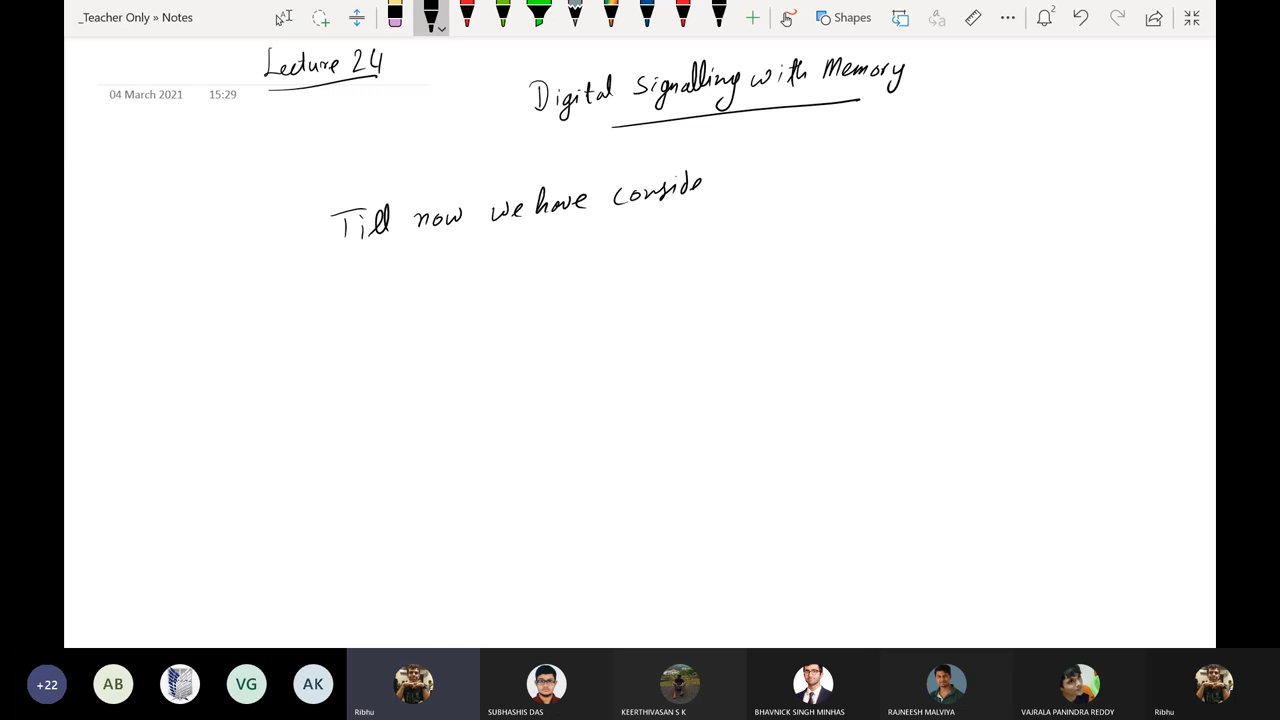 _Teacher Only » Notes
Shapes
Lecture 24
04 March 2021 15:29
Digital Signalling with Memory
Till now we have conside
+22
AB
VG
AK
Ribhu
SUBHASHIS DAS
KEERTHIVASAN S K
BHAVNICK SINGH MINHAS
RAJNEESH MALVIYA
VAJRALA PANINDRA REDDY
Ribhu